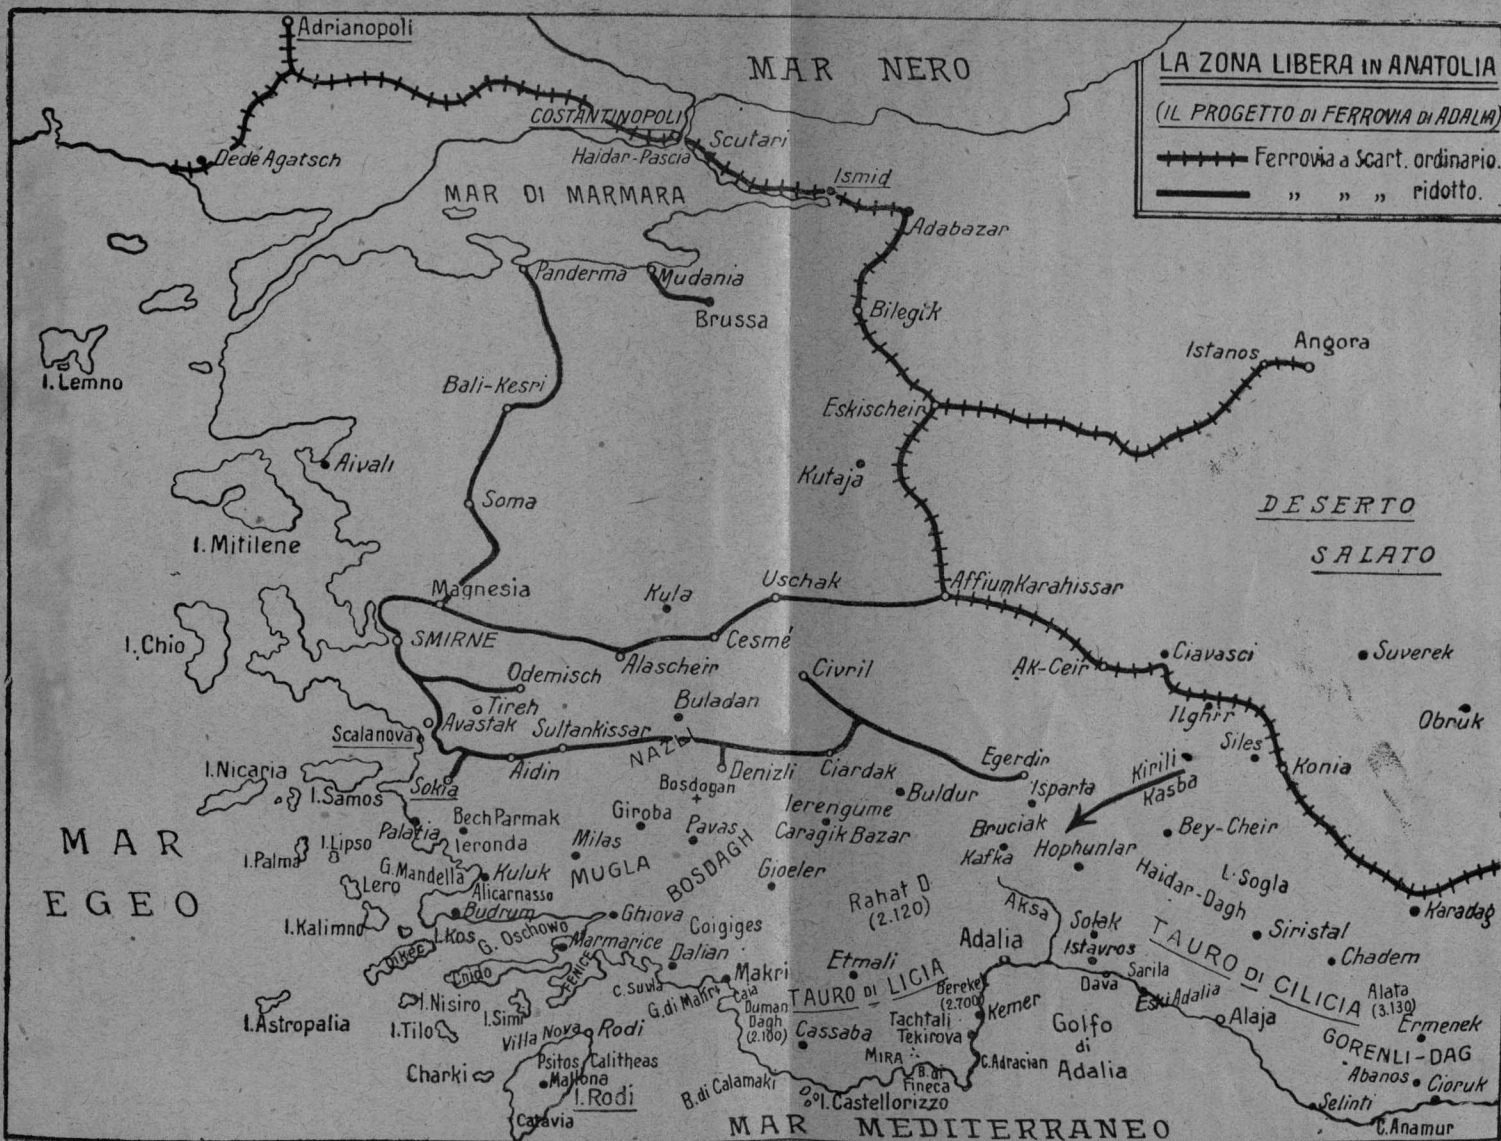 Adrianopoli
MAR NERO
LA ZONA LIBERA IN ANATOLIA
(IL PROGETTO DI FERROVIA DI ADALIA)
Ferrovia a Scart. ordinario.
„ „ „ ridotto.
COSTANTINOPOLI
Scutari
Haidar-Pascia
Dedé Agatsch
Ismid
MAR DI MARMARA
Adabazar
Panderma
Mudania
Brussa
Bilegik
Istanos
Angora
I. Lemno
Bali-Kesri
Eskischeir
Aivali
Kutaja
Soma
DESERTO
SALATO
I. Mitilene
Magnesia
Kula
Uschak
Affium Karahissar
I. Chio
SMIRNE
Cesmé
Alascheir
Civril
Ak-Ceir
Ciavasci
Suverek
Odemisch
Tireh
Buladan
Ilghir
Obruk
Avastak
Sultankissar
Scalanova
NAZLI
Siles
I. Nicaria
Aidin
Denizli
Ciardak
Egerdir
Kirili
Kasba
Konia
I. Samos
Sokia
Bosdogan
Buldur
Isparta
MAR
EGEO
Palatia
Bech Parmak
Ieronda
Giroba
Pavas
Ierengume
Caragik Bazar
Bruciak
Kafka
Hophunlar
Bey-Cheir
I. Lipso
I. Palma
Milas
G. Mandella
Kuluk
MUGLA
BOSDAGH
Gioeler
Haidar-Dagh
L. Sogla
Lero
Alicarnasso
Budrum
Ghiova
Rahat D
(2.120)
Aksa
Karadag
I. Kalimno
I. Kos
G. Oschowo
Coigiges
Solak
Istavros
Siristal
Dikec
Marmarice
Dalian
Adalia
TAURO DI CILICIA
Chadem
Cnido
FENICE
C. Suvla
G. di Makri
Makri
Caia
Etmali
TAURO DI LICIA
Bereket
(2.700)
Sarila
Dava
Eski Adalia
Alata
(3.130)
I. Nisiro
I. Simi
Duman
Dagh
(2.100)
Kemer
Alaja
Ermenek
I. Astropalia
I. Tilo
Villa Nova
Rodi
Cassaba
Tachtali
Tekirova
Golfo
di
Adalia
GORENLI-DAG
Psitos
Calitheas
MIRA
C. Adracian
Abanos
Cioruk
Charki
Mallona
I. Rodi
B. di Calamaki
B. di
Fineca
I. Castellorizzo
Selinti
Catavia
MAR MEDITERRANEO
C. Anamur